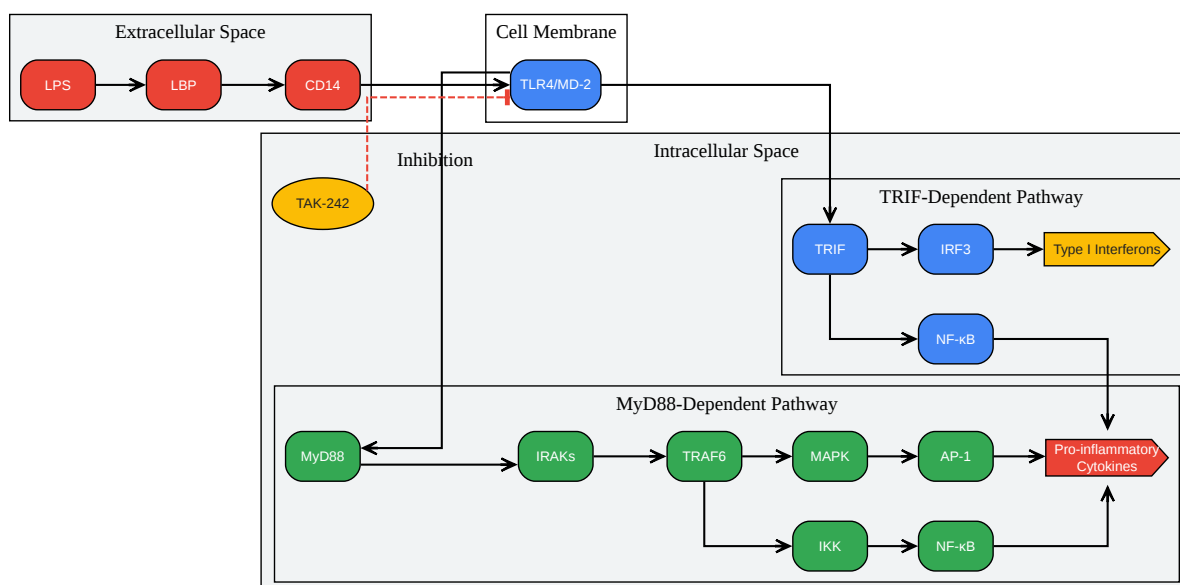 Extracellular Space
Cell Membrane
LPS
LBP
CD14
TLR4/MD-2
Inhibition
Intracellular Space
TAK-242
TRIF-Dependent Pathway
TRIF
IRF3
Type I Interferons
NF-κB
MyD88-Dependent Pathway
MyD88
IRAKs
TRAF6
MAPK
AP-1
Pro-inflammatory
Cytokines
IKK
NF-κB